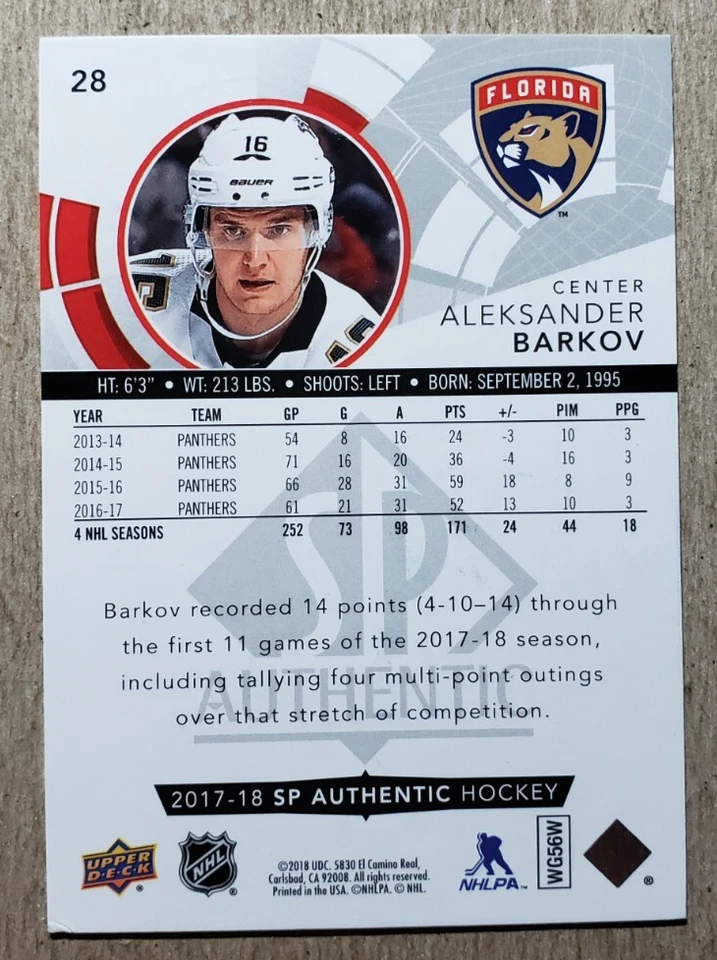 28
FLORIDA
TM
16
BAUER
16
16
CENTER
ALEKSANDER
BARKOV
HT: 6'3" • WT: 213 LBS. • SHOOTS: LEFT • BORN: SEPTEMBER 2, 1995
YEAR TEAM GP G A PTS +/- PIM PPG
2013-14 PANTHERS 54 8 16 24 -3 10 3
2014-15 PANTHERS 71 16 20 36 -4 16 3
2015-16 PANTHERS 66 28 31 59 18 8 9
2016-17 PANTHERS 61 21 31 52 13 10 3
4 NHL SEASONS 252 73 98 171 24 44 18
SP
AUTHENTIC
Barkov recorded 14 points (4-10–14) through
the first 11 games of the 2017-18 season,
including tallying four multi-point outings
over that stretch of competition.
2017-18 SP AUTHENTIC HOCKEY
UPPER
D·E·C·K ®
NHL ®
©2018 UDC. 5830 El Camino Real,
Carlsbad, CA 92008. All rights reserved.
Printed in the USA. ©NHLPA. © NHL.
NHLPA™
WG56W
®